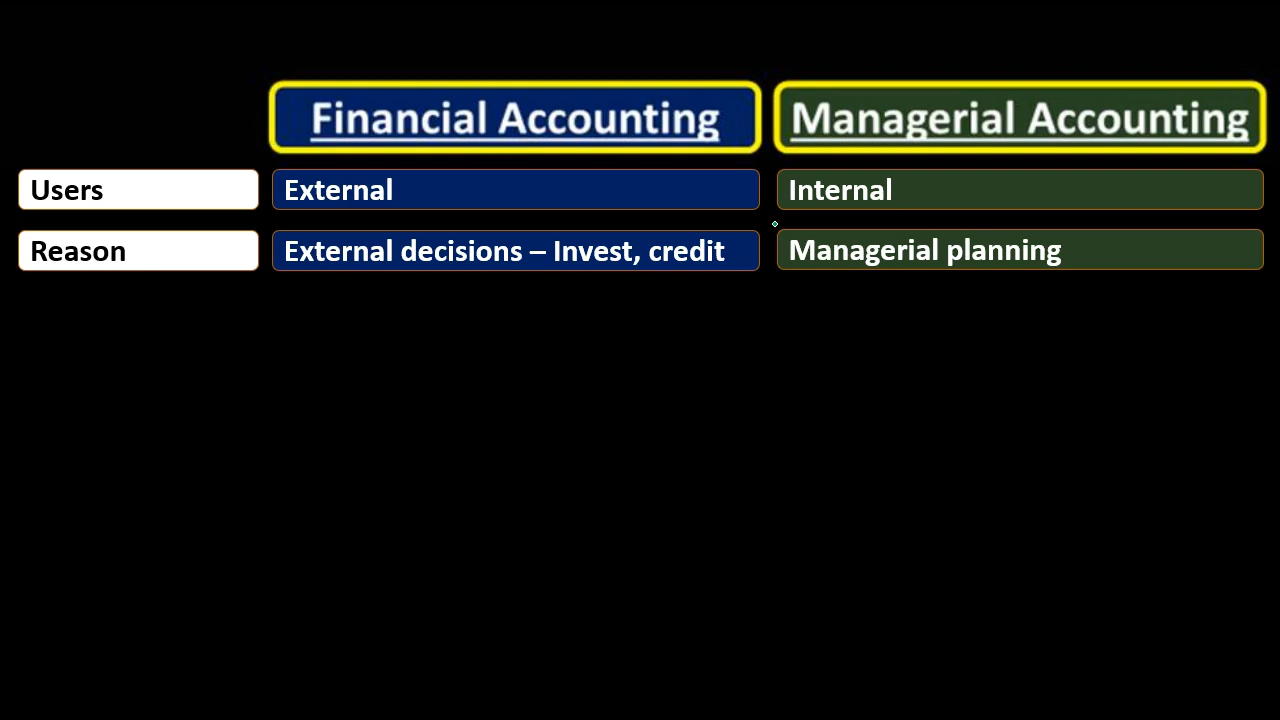 Financial Accounting Managerial Accounting
Users External Internal
Reason External decisions – Invest, credit Managerial planning